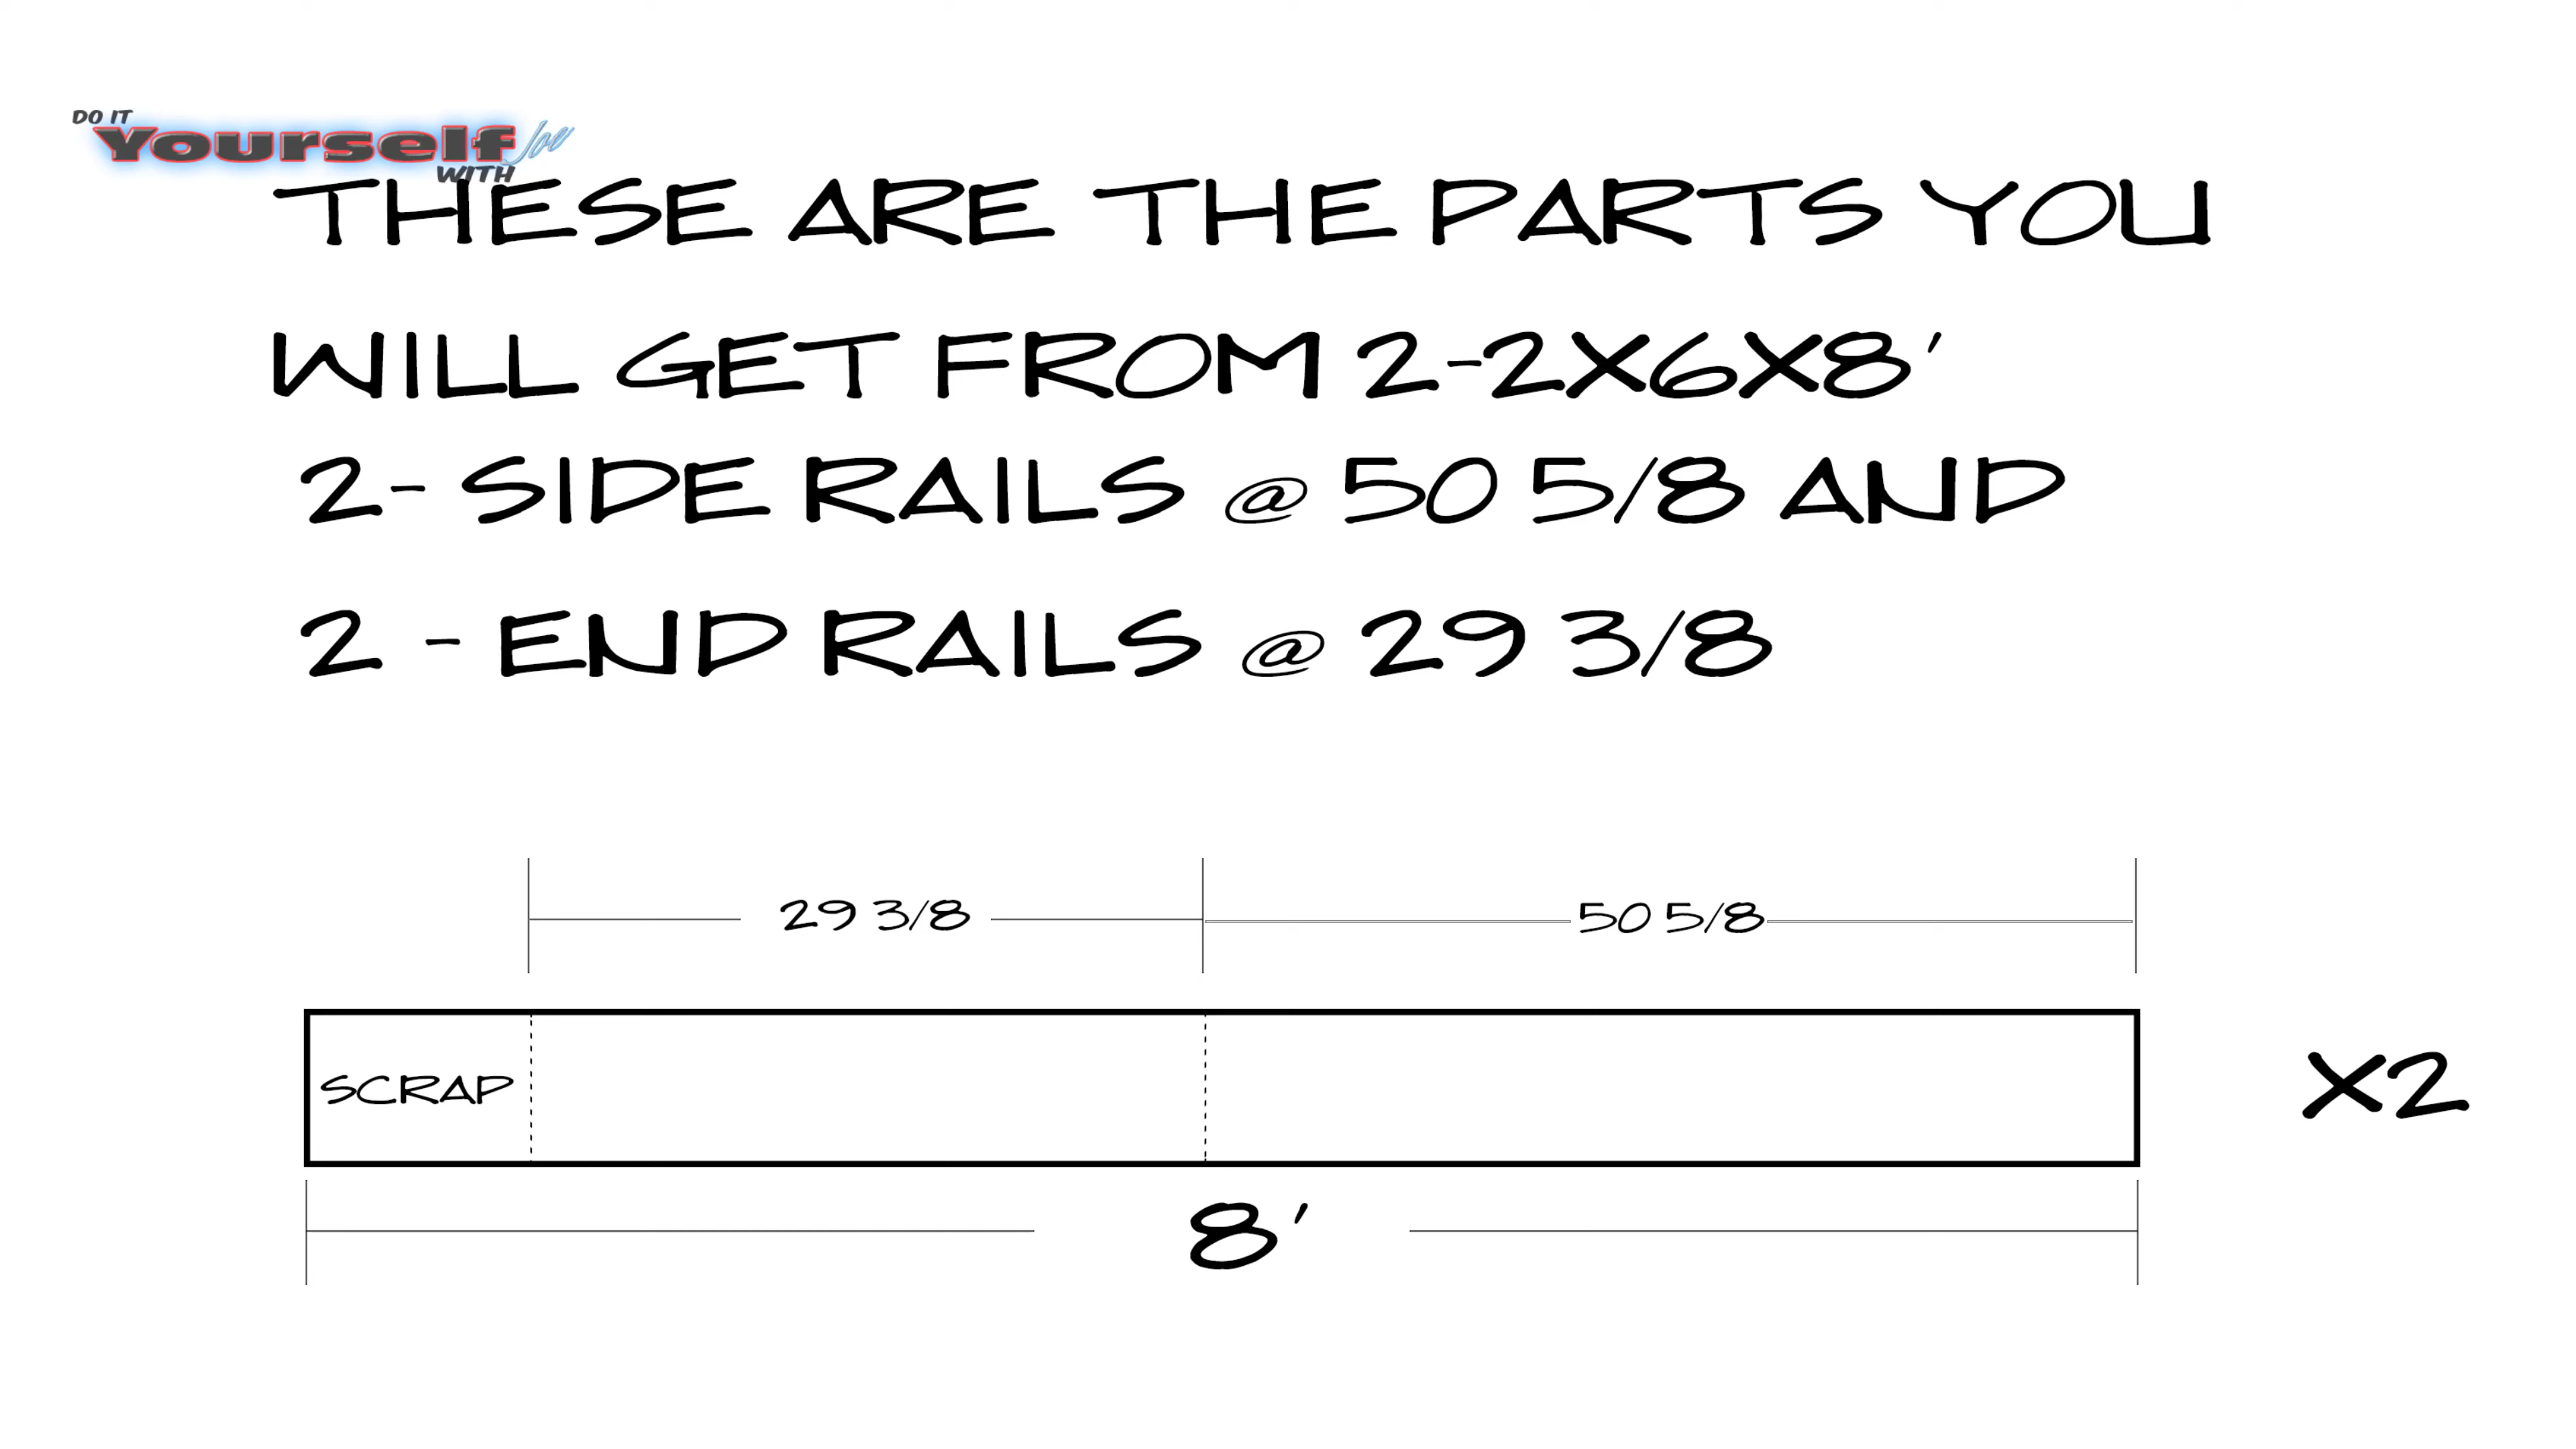 DO IT
Yourself Joe
WITH
THESE ARE THE PARTS YOU
WILL GET FROM 2-2X6X8'
2- SIDE RAILS @ 50 5/8 AND
2 - END RAILS @ 29 3/8
29 3/8
50 5/8
SCRAP
X2
8'